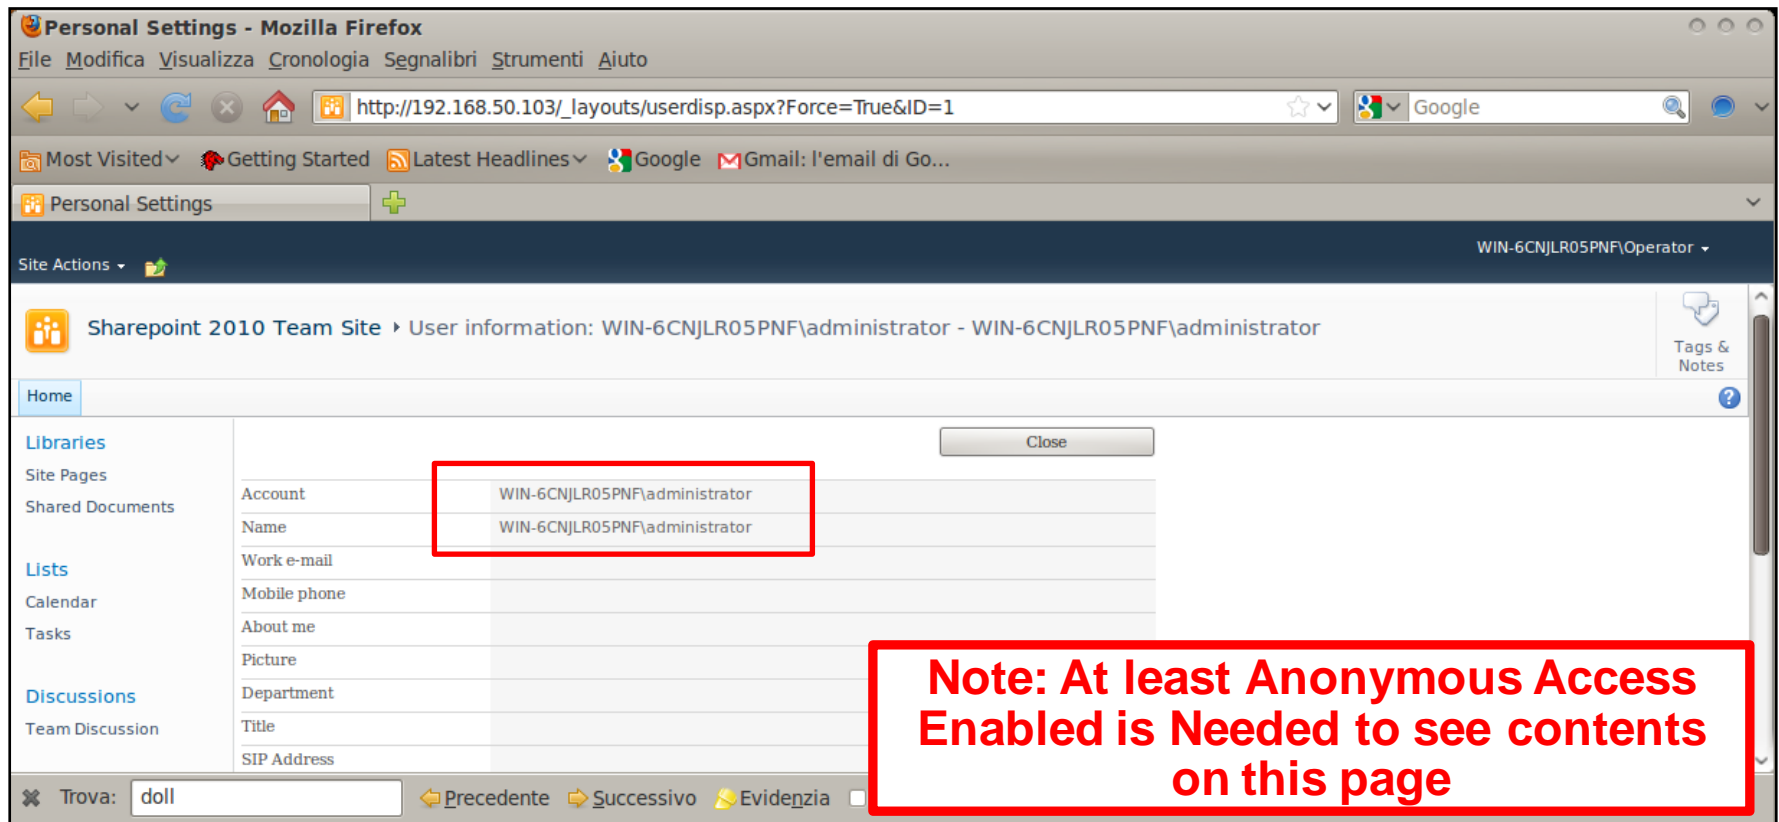 Personal Settings - Mozilla Firefox
File Modifica Visualizza Cronologia Segnalibri Strumenti Aiuto
http://192.168.50.103/_layouts/userdisp.aspx?Force=True&ID=1
Google
Most Visited Getting Started Latest Headlines Google Gmail: l'email di Go...
Personal Settings
WIN-6CNJLR05PNF\Operator
Site Actions
Sharepoint 2010 Team Site User information: WIN-6CNJLR05PNF\administrator - WIN-6CNJLR05PNF\administrator
Tags &
Notes
Home
Libraries
Site Pages
Shared Documents
Lists
Calendar
Tasks
Discussions
Team Discussion
Close
Account WIN-6CNJLR05PNF\administrator
Name WIN-6CNJLR05PNF\administrator
Work e-mail
Mobile phone
About me
Picture
Department
Title
SIP Address
Note: At least Anonymous Access
Enabled is Needed to see contents
on this page
Trova: doll Precedente Successivo Evidenzia